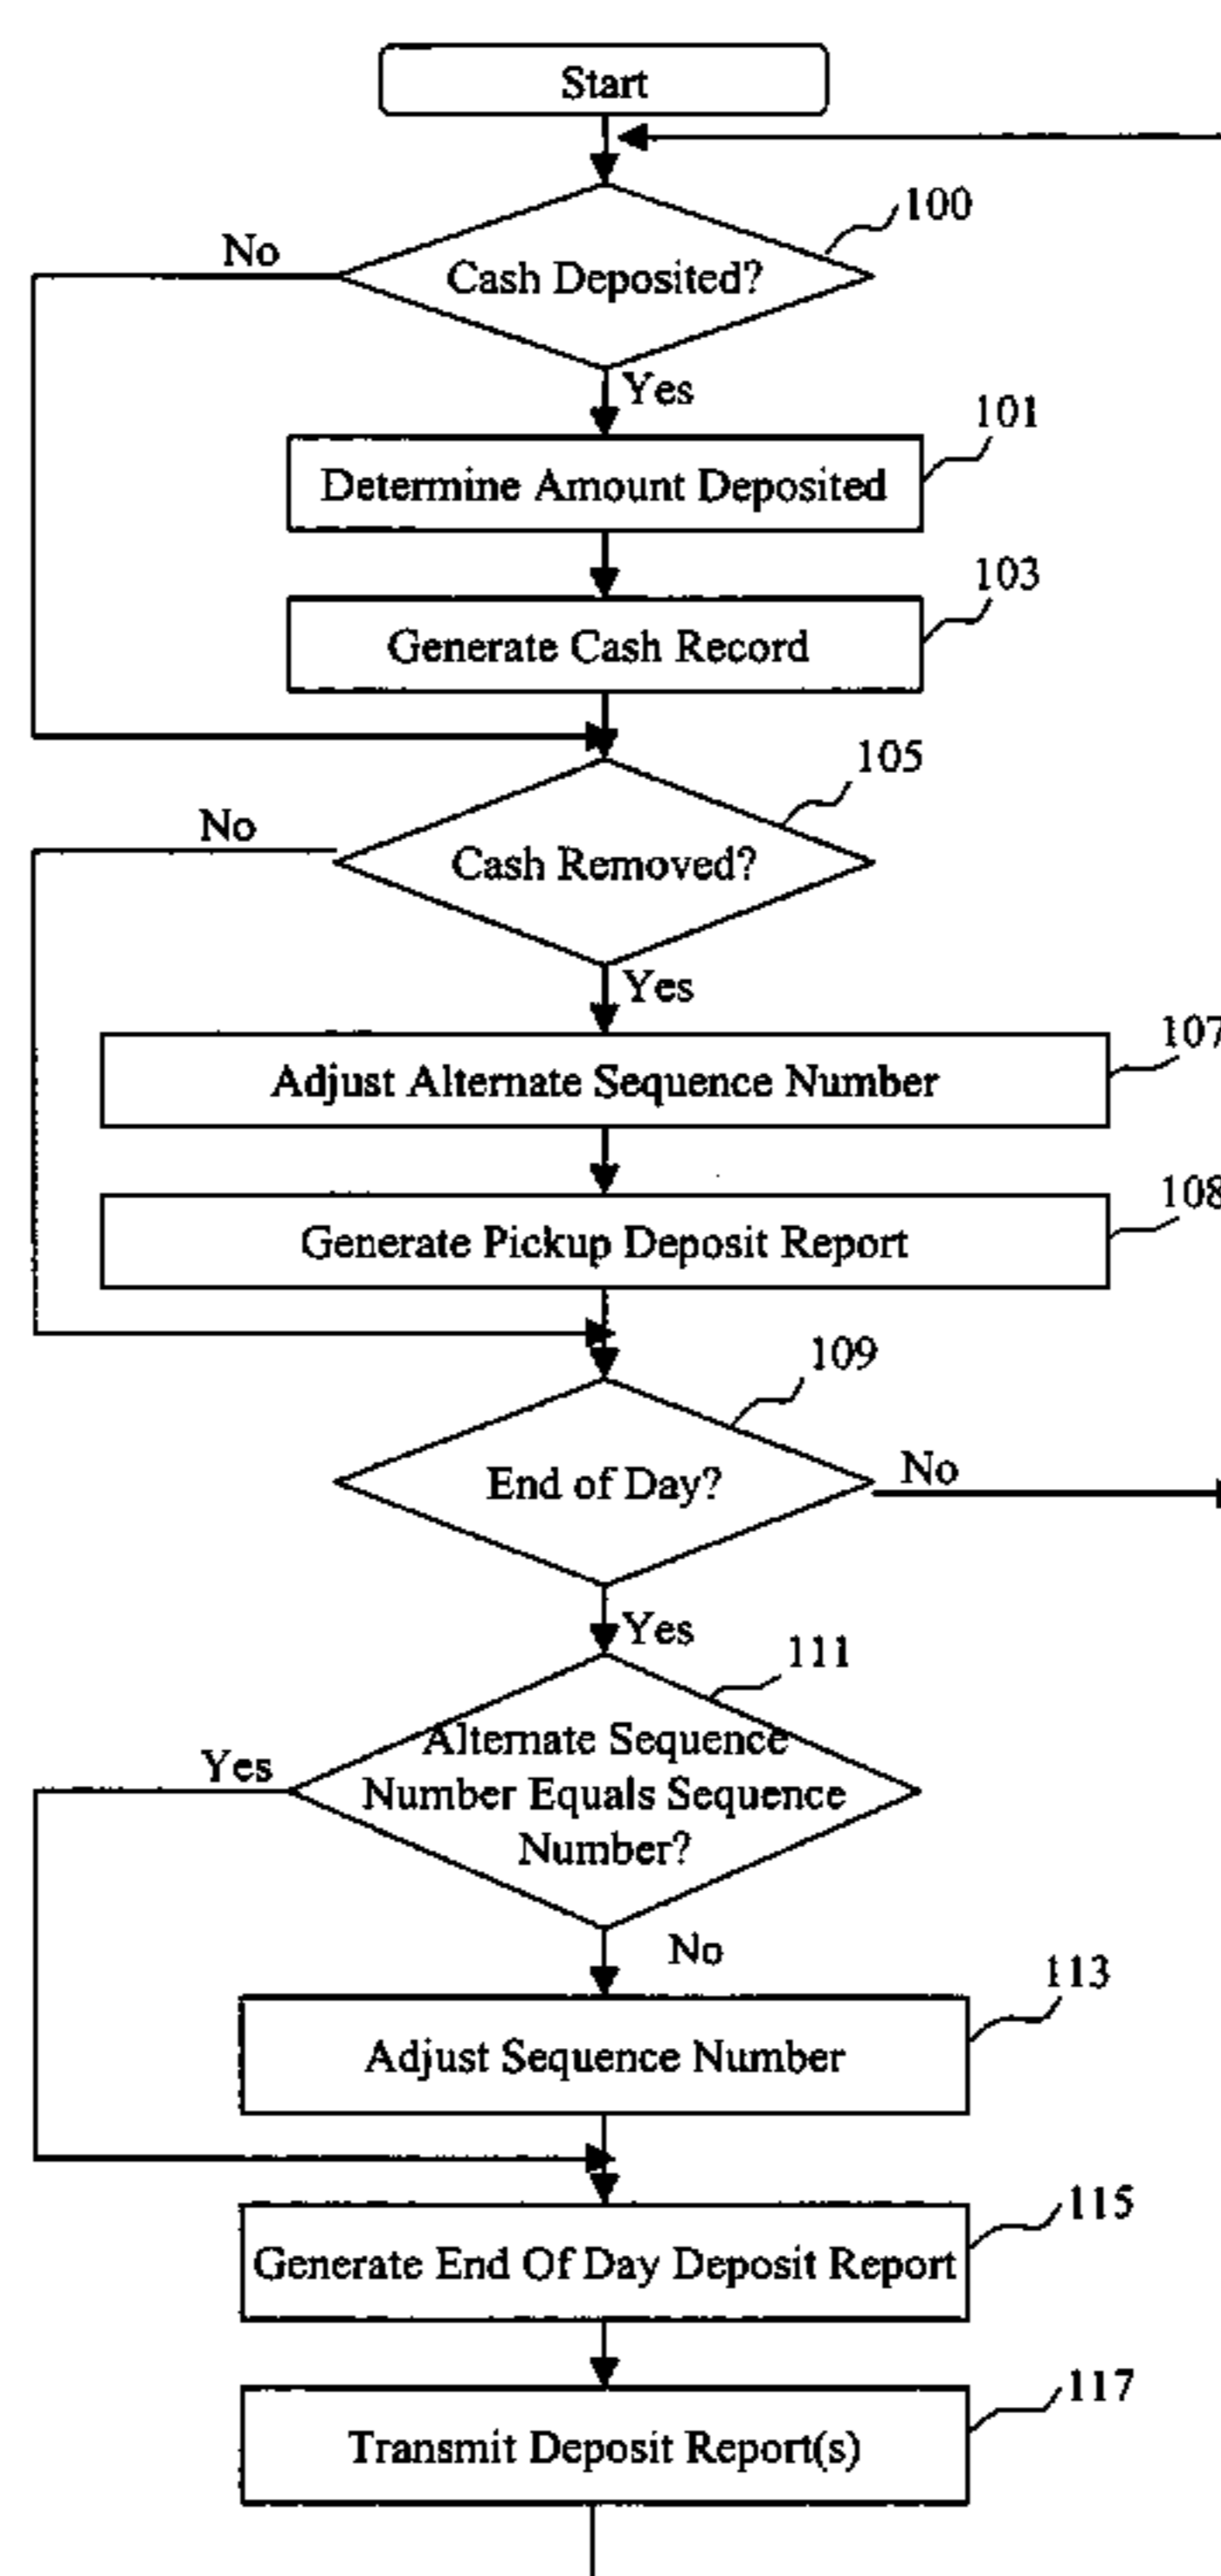 Start
100
No
Cash Deposited?
Yes
101
Determine Amount Deposited
103
Generate Cash Record
105
No
Cash Removed?
Yes
107
Adjust Alternate Sequence Number
108
Generate Pickup Deposit Report
109
End of Day?
No
Yes
111
Yes
Alternate Sequence
Number Equals Sequence
Number?
No
113
Adjust Sequence Number
115
Generate End Of Day Deposit Report
117
Transmit Deposit Report(s)